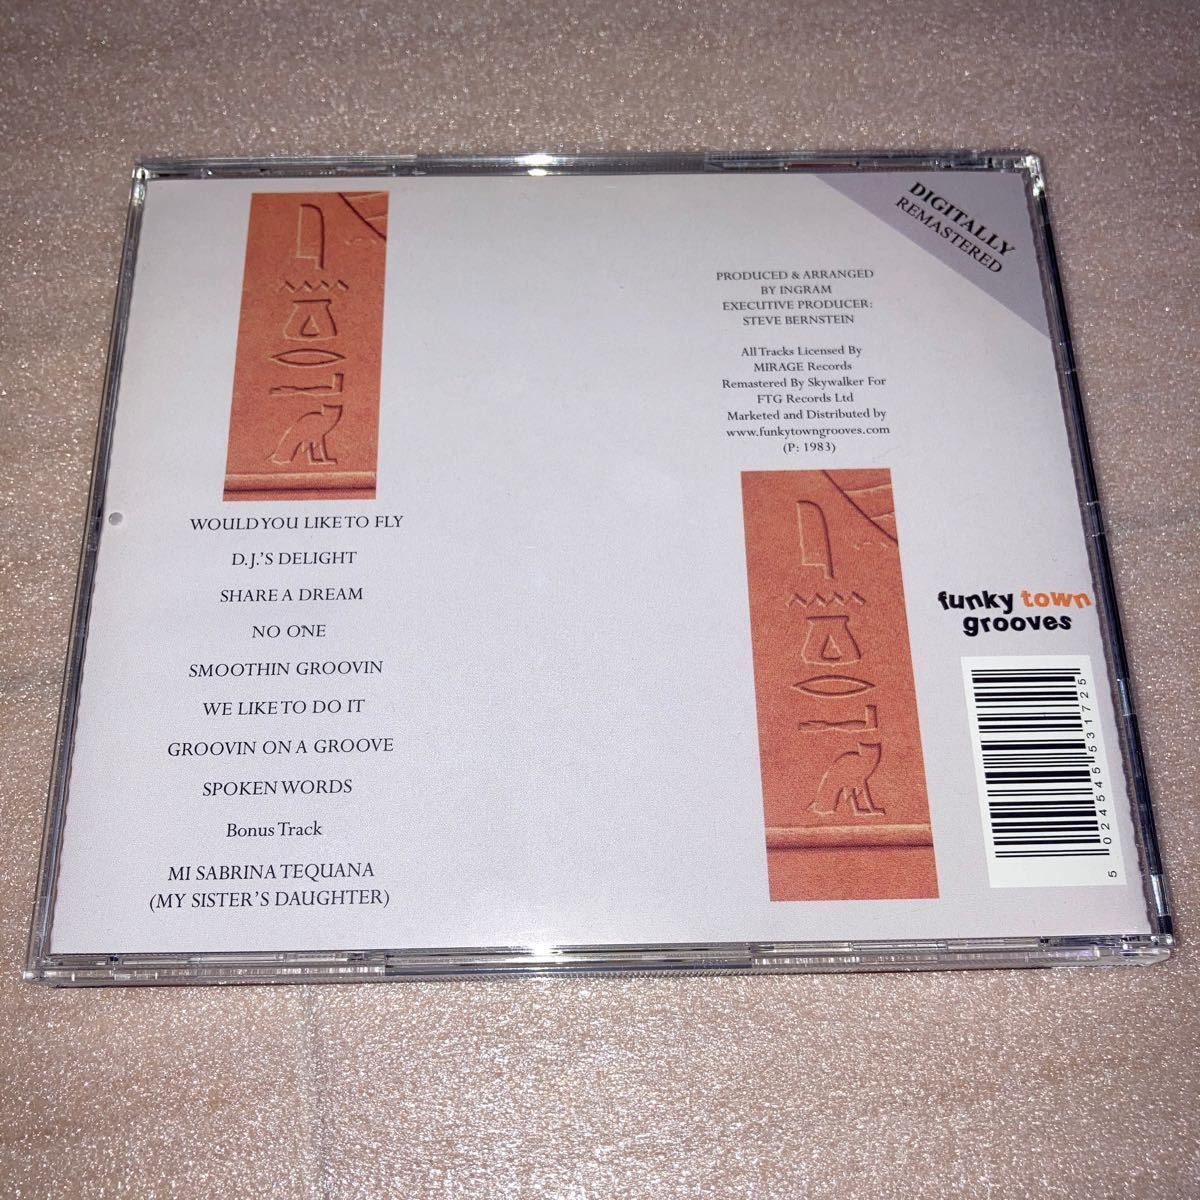 WOULD YOU LIKE TO FLY
D.J.'S DELIGHT
SHARE A DREAM
NO ONE
SMOOTHIN GROOVIN
WE LIKE TO DO IT
GROOVIN ON A GROOVE
SPOKEN WORDS
Bonus Track
MI SABRINA TEQUANA
(MY SISTER'S DAUGHTER)
DIGITALLY
REMASTERED
PRODUCED & ARRANGED
BY INGRAM
EXECUTIVE PRODUCER:
STEVE BERNSTEIN
All Tracks Licensed By
MIRAGE Records
Remastered By Skywalker For
FTG Records Ltd
Marketed and Distributed by
www.funkytowngrooves.com
(P: 1983)
funky town
grooves
5 024545 531725